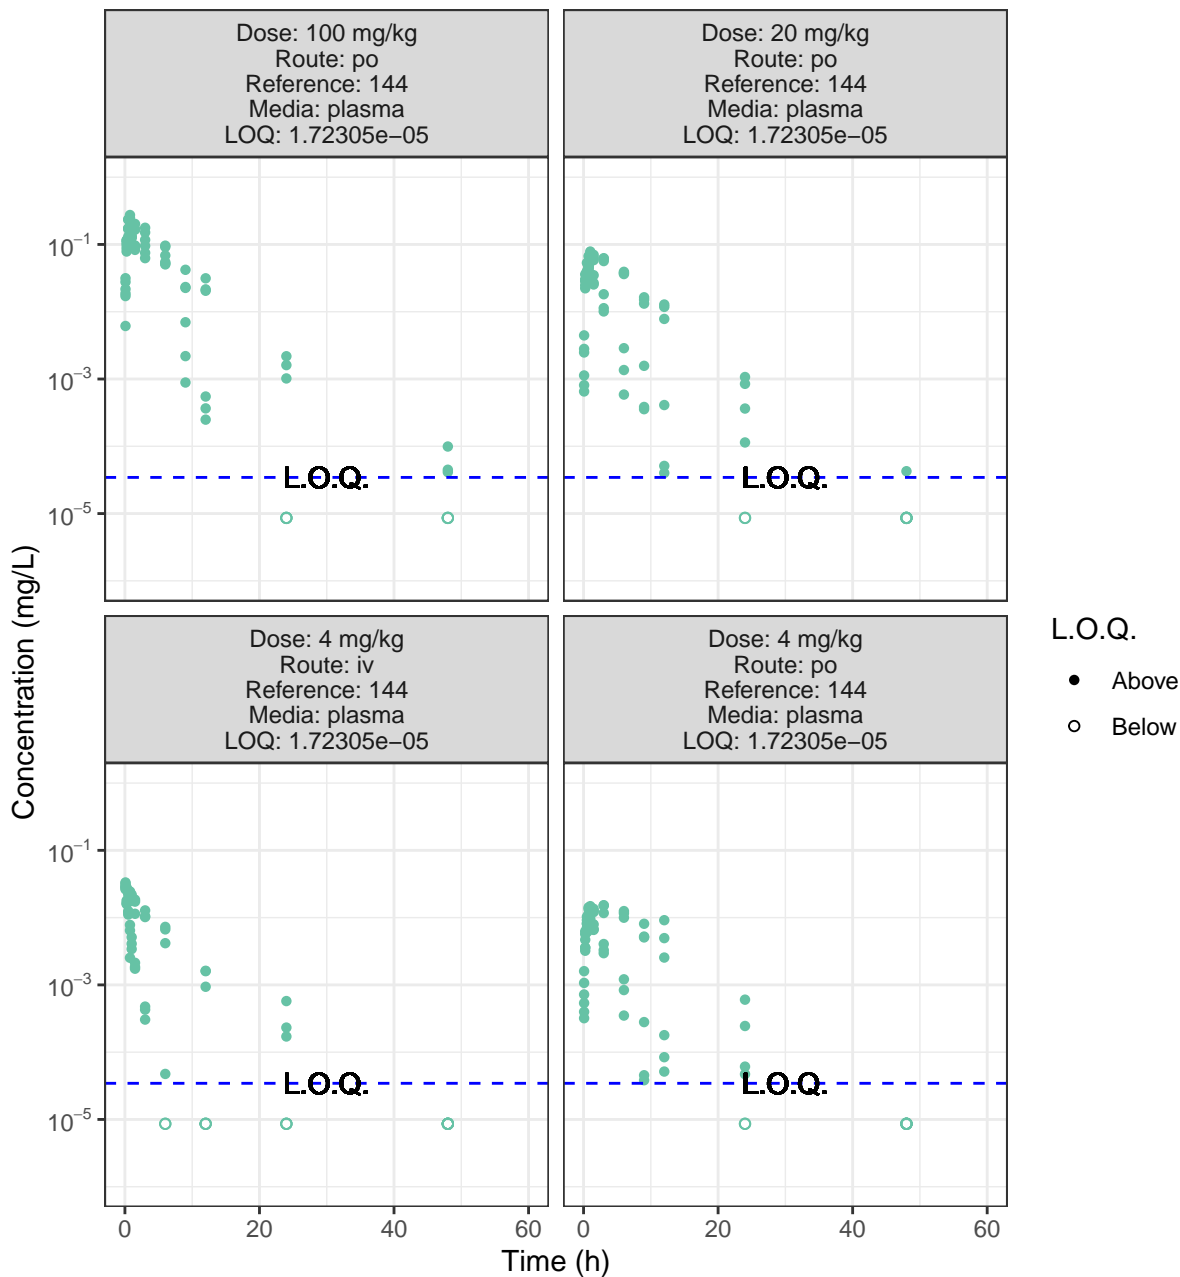 Dose: 100 mg/kg
Route: po
Reference: 144
Media: plasma
LOQ: 1.72305e−05
Dose: 20 mg/kg
Route: po
Reference: 144
Media: plasma
LOQ: 1.72305e−05
10⁻¹
10⁻³
10⁻⁵
L.O.Q.
L.O.Q.
Dose: 4 mg/kg
Route: iv
Reference: 144
Media: plasma
LOQ: 1.72305e−05
Dose: 4 mg/kg
Route: po
Reference: 144
Media: plasma
LOQ: 1.72305e−05
10⁻¹
10⁻³
10⁻⁵
L.O.Q.
L.O.Q.
0 20 40 60
0 20 40 60
Time (h)
Concentration (mg/L)
L.O.Q.
Above
Below